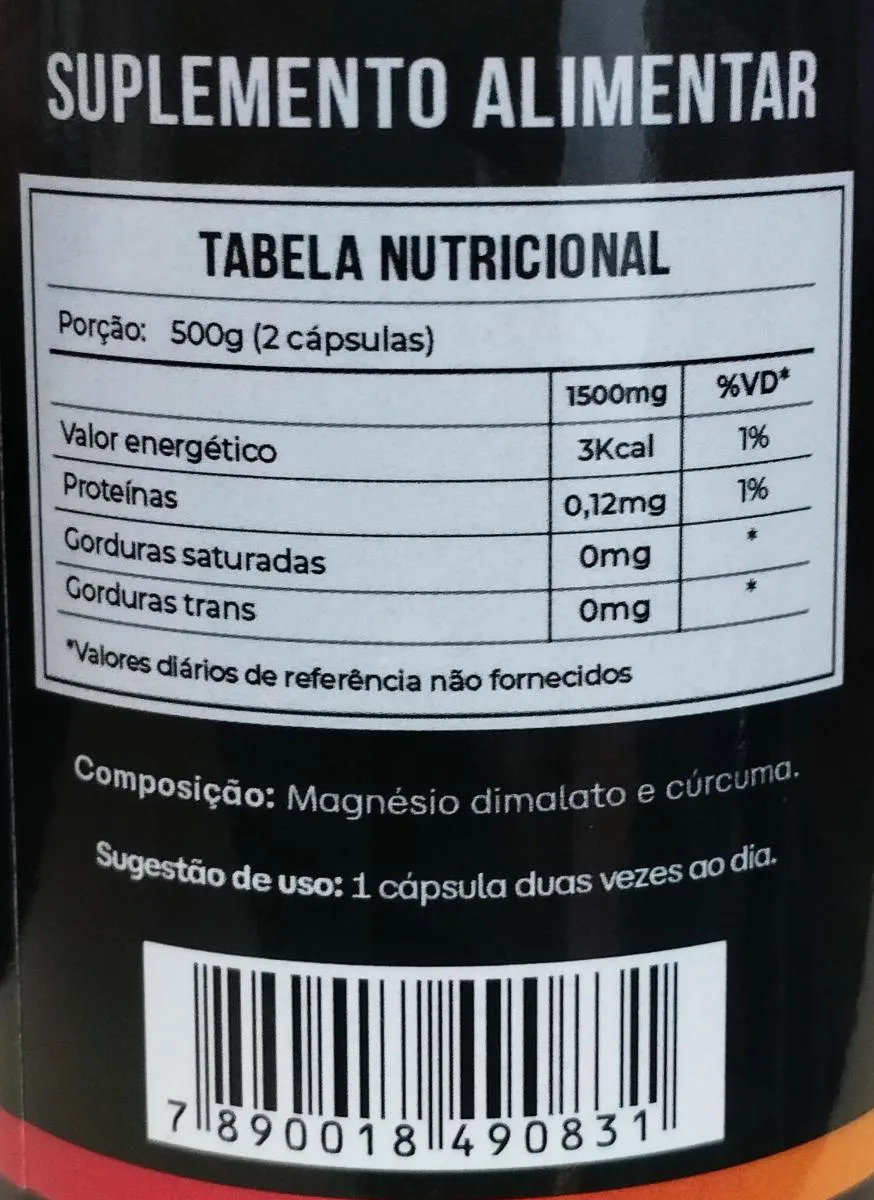 SUPLEMENTO ALIMENTAR
TABELA NUTRICIONAL
Porção: 500g (2 cápsulas)
1500mg %VD*
Valor energético 3Kcal 1%
Proteínas 0,12mg 1%
Gorduras saturadas 0mg *
Gorduras trans 0mg *
*Valores diários de referência não fornecidos
Composição: Magnésio dimalato e cúrcuma.
Sugestão de uso: 1 cápsula duas vezes ao dia.
7 890018 490831